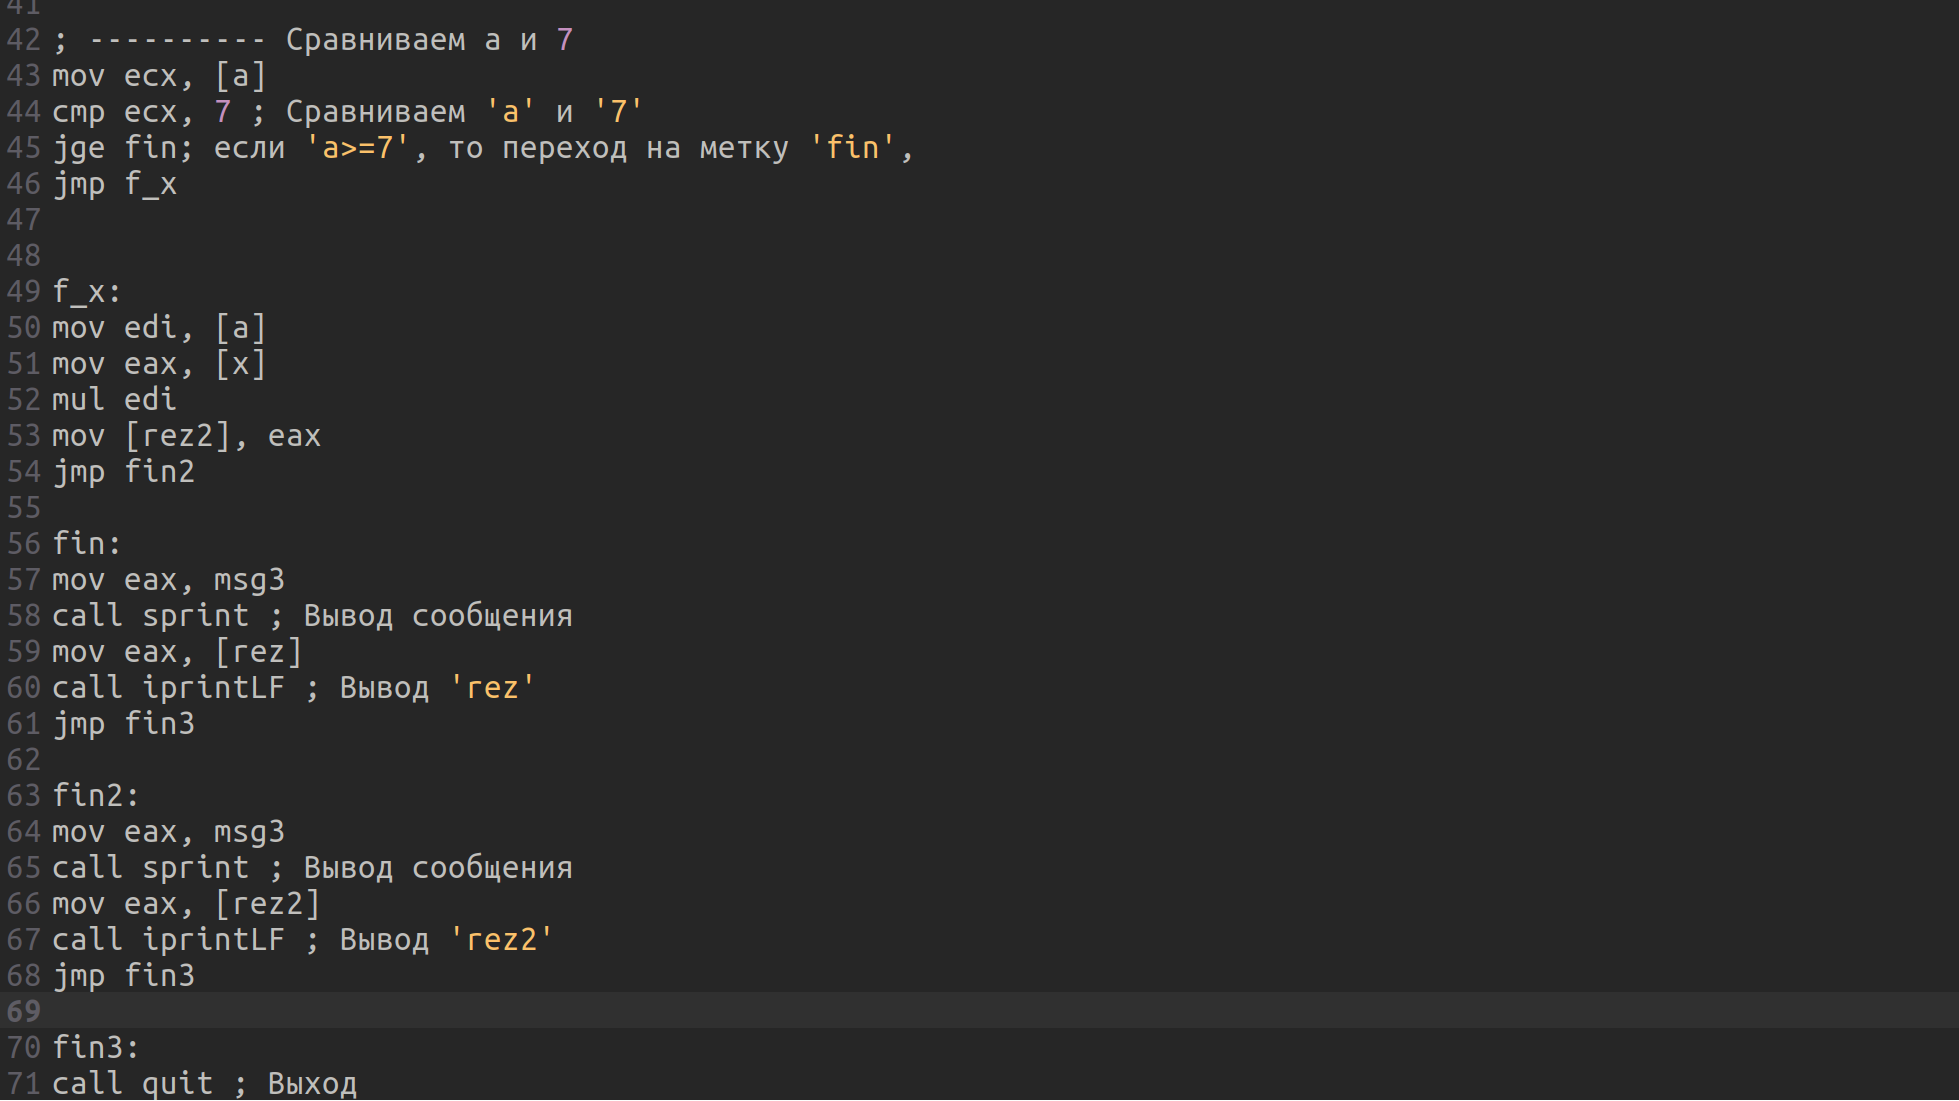 41
42 ; ---------- Сравниваем a и 7
43 mov ecx, [a]
44 cmp ecx, 7 ; Сравниваем 'a' и '7'
45 jge fin; если 'a>=7', то переход на метку 'fin',
46 jmp f_x
47
48
49 f_x:
50 mov edi, [a]
51 mov eax, [x]
52 mul edi
53 mov [rez2], eax
54 jmp fin2
55
56 fin:
57 mov eax, msg3
58 call sprint ; Вывод сообщения
59 mov eax, [rez]
60 call iprintLF ; Вывод 'rez'
61 jmp fin3
62
63 fin2:
64 mov eax, msg3
65 call sprint ; Вывод сообщения
66 mov eax, [rez2]
67 call iprintLF ; Вывод 'rez2'
68 jmp fin3
69
70 fin3:
71 call quit ; Выход